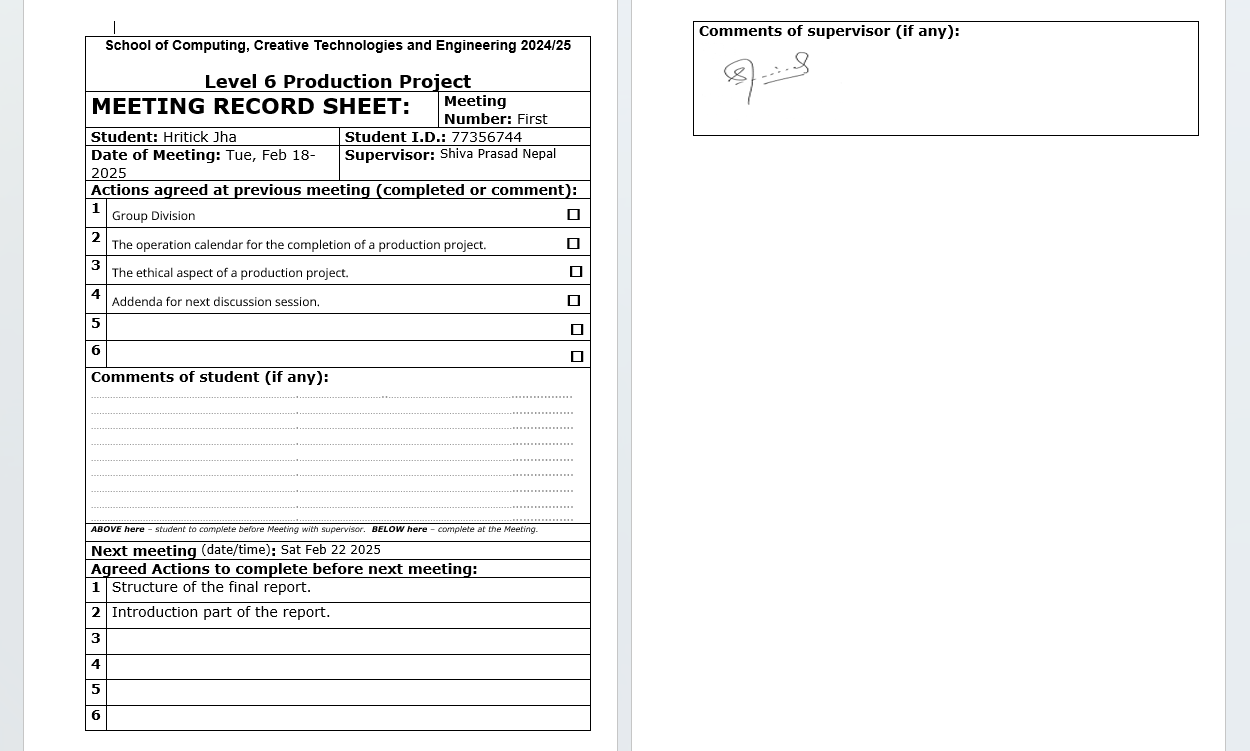 School of Computing, Creative Technologies and Engineering 2024/25
Level 6 Production Project
MEETING RECORD SHEET:
Meeting
Number: First
Student: Hritick Jha
Student I.D.: 77356744
Date of Meeting: Tue, Feb 18-
2025
Supervisor: Shiva Prasad Nepal
Actions agreed at previous meeting (completed or comment):
1 Group Division ☐
2 The operation calendar for the completion of a production project. ☐
3 The ethical aspect of a production project. ☐
4 Addenda for next discussion session. ☐
5 ☐
6 ☐
Comments of student (if any):
ABOVE here – student to complete before Meeting with supervisor. BELOW here – complete at the Meeting.
Next meeting (date/time): Sat Feb 22 2025
Agreed Actions to complete before next meeting:
1 Structure of the final report.
2 Introduction part of the report.
3
4
5
6
Comments of supervisor (if any):